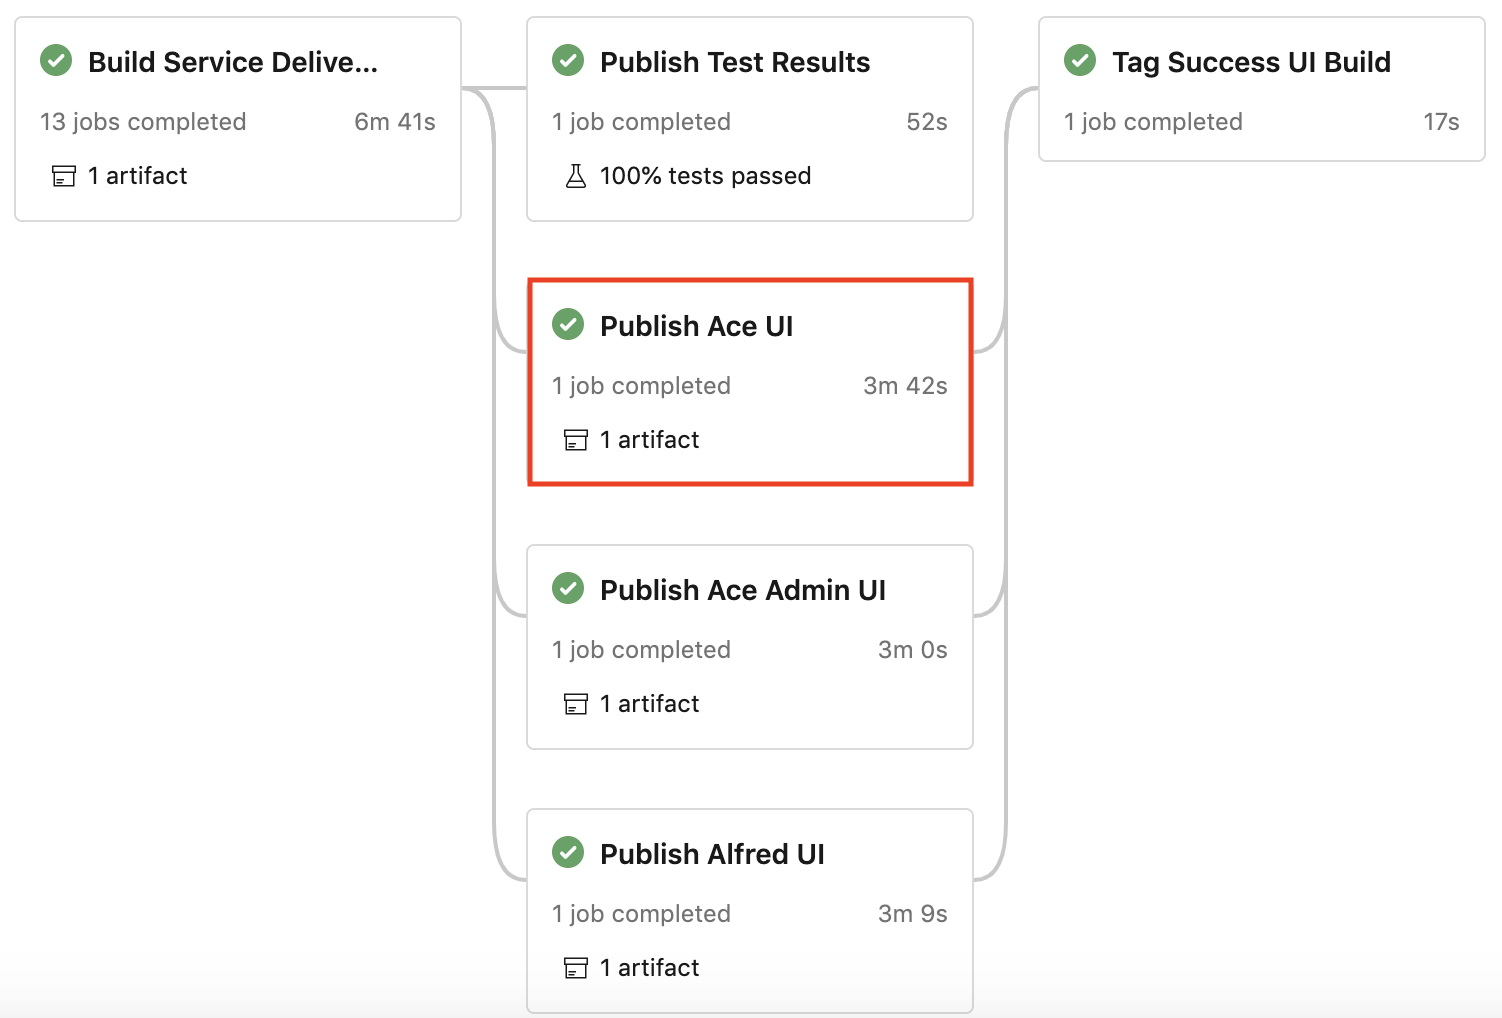 Build Service Delive...
13 jobs completed 6m 41s
1 artifact
Publish Test Results
1 job completed 52s
100% tests passed
Publish Ace UI
1 job completed 3m 42s
1 artifact
Publish Ace Admin UI
1 job completed 3m 0s
1 artifact
Publish Alfred UI
1 job completed 3m 9s
1 artifact
Tag Success UI Build
1 job completed 17s